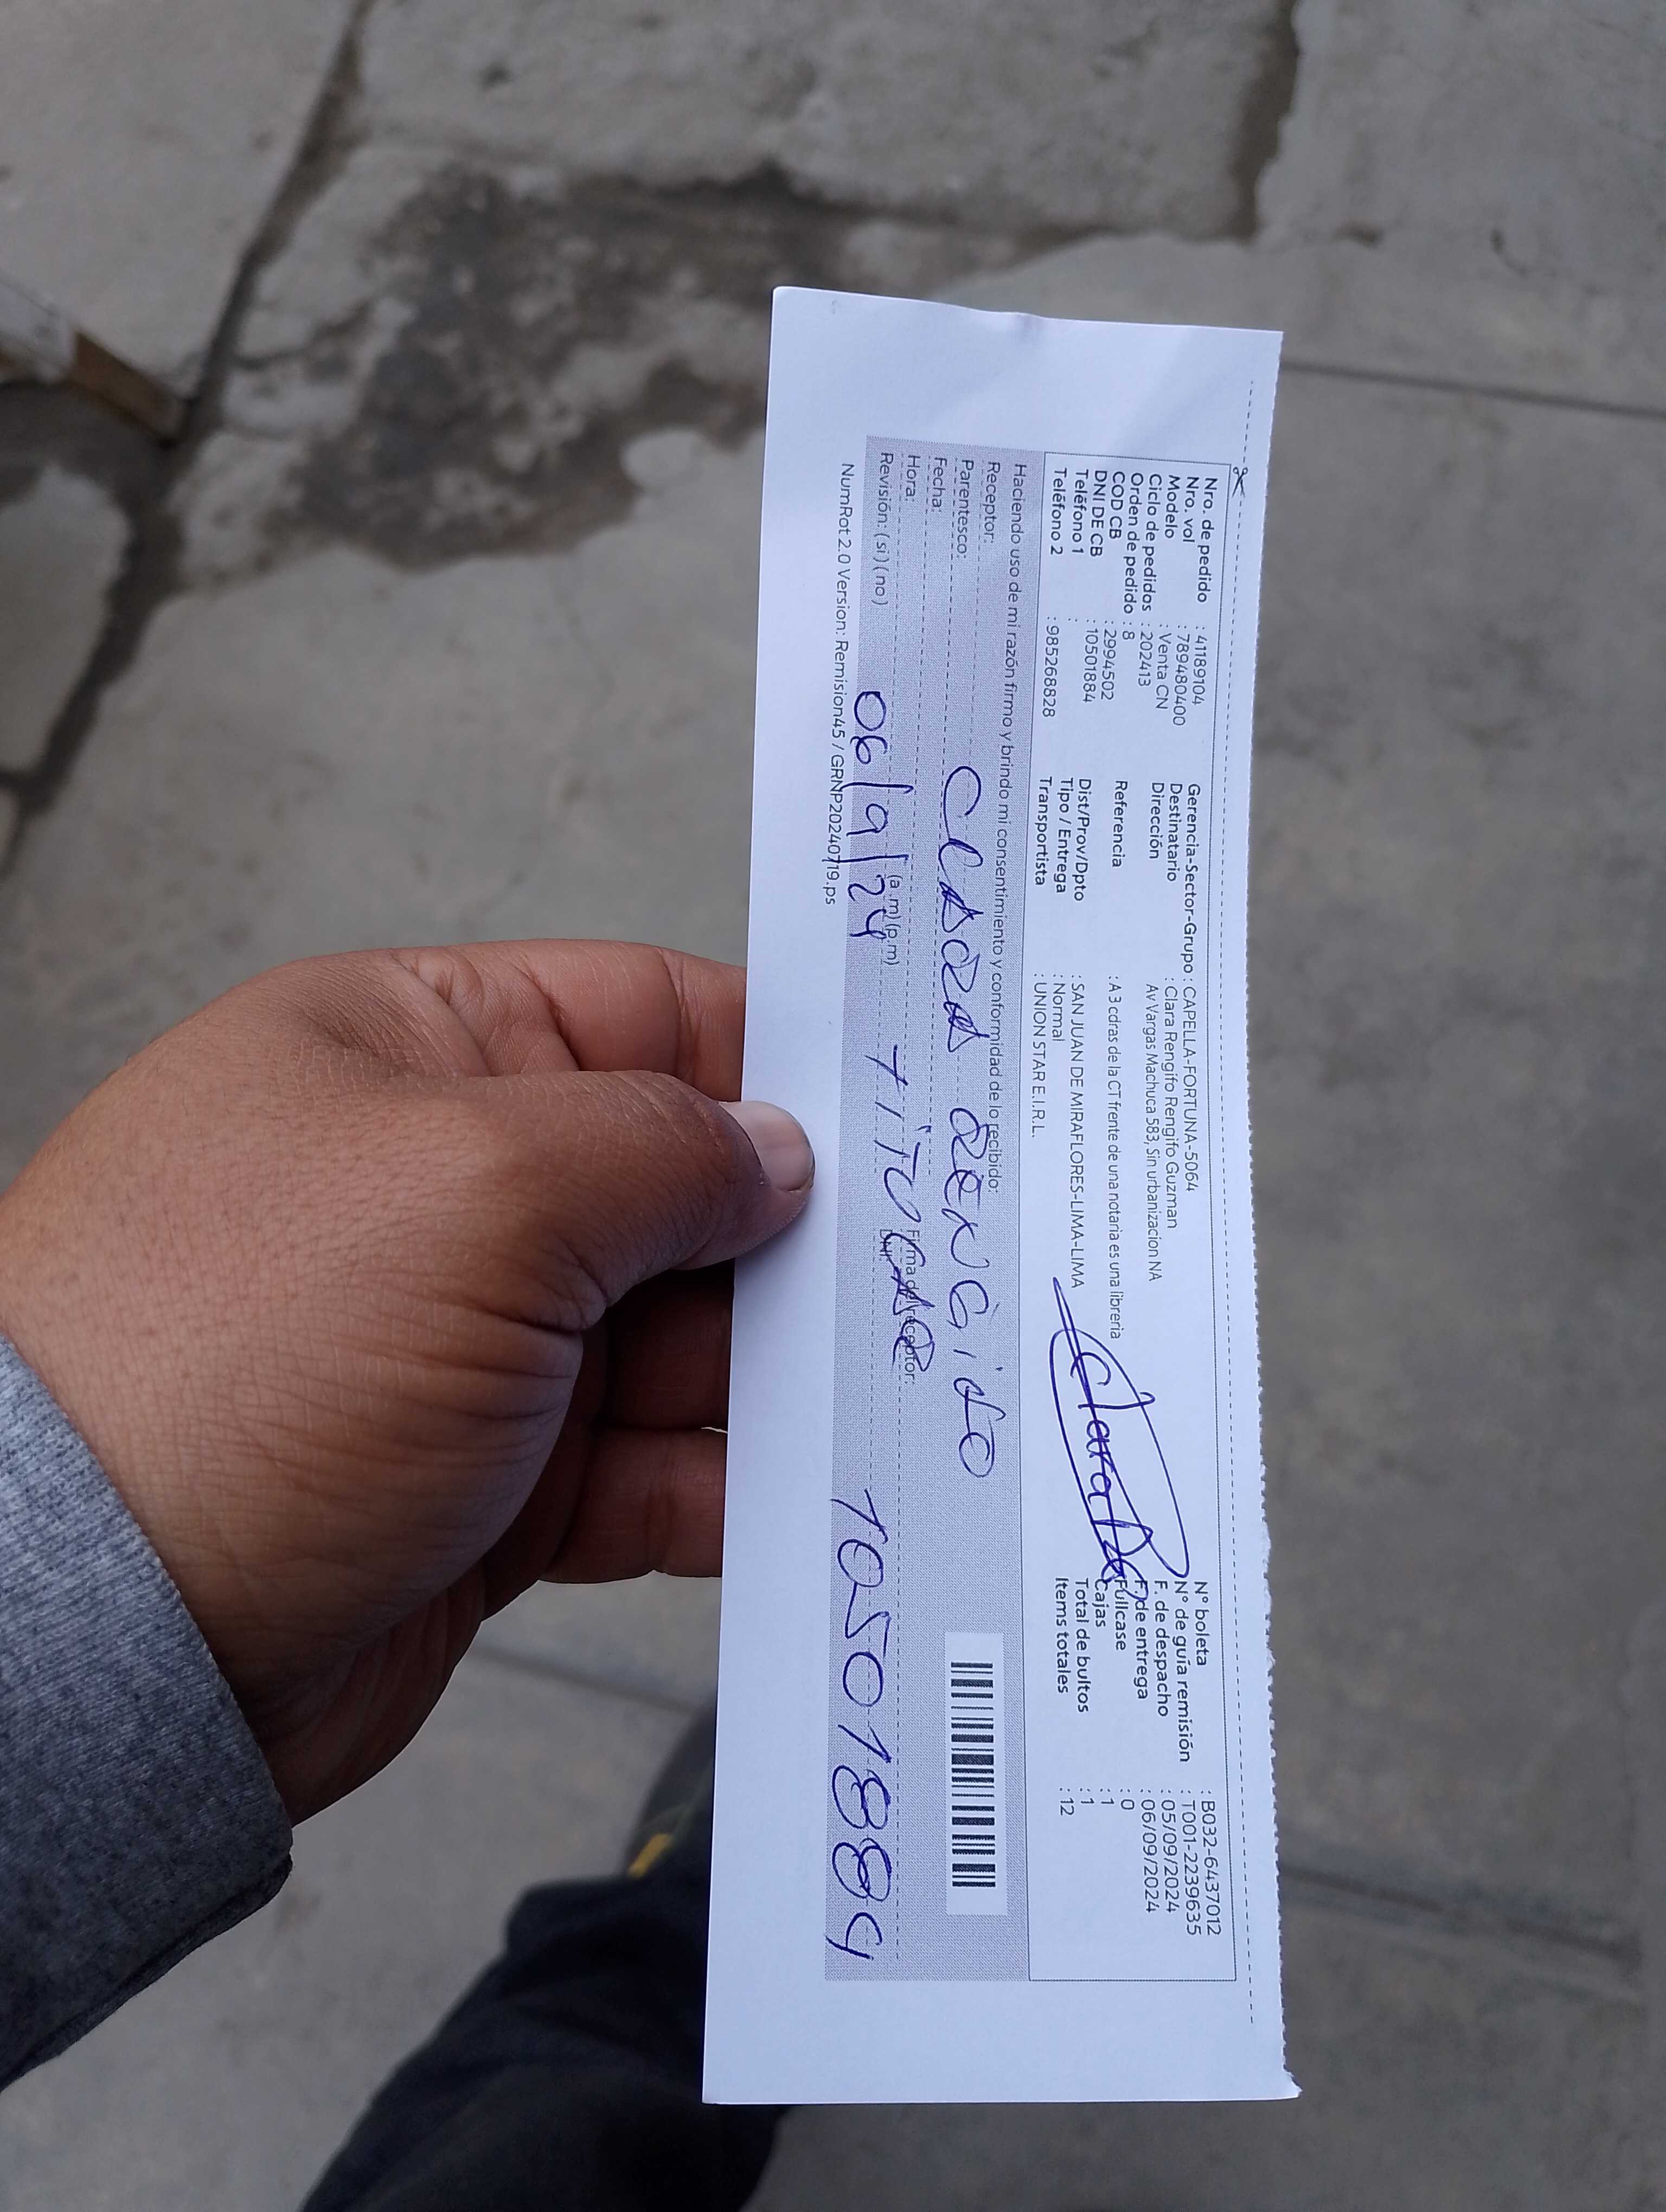 Nro. de pedido : 41189104
Nro. vol : 789480400
Modelo : Venta CN
Ciclo de pedidos : 202413
Orden de pedido : 8
COD CB : 2994502
DNI DE CB : 10501884
Teléfono 1 :
Teléfono 2 : 985268828
Gerencia-Sector-Grupo : CAPELLA-FORTUNA-5064
Destinatario : Clara Rengifo Rengifo Guzman
Dirección : Av Vargas Machuca 583, Sin urbanizacion NA
Referencia : A 3 cdras de la CT frente de una notaria es una libreria
Dist/Prov/Dpto : SAN JUAN DE MIRAFLORES-LIMA-LIMA
Tipo / Entrega : Normal
Transportista : UNION STAR E.I.R.L.
N° boleta : B032-6437012
N° de guía remisión : T001-2239635
F. de despacho : 05/09/2024
F. de entrega : 06/09/2024
Fullcase : 0
Cajas : 1
Total de bultos : 1
Items totales : 12
Haciendo uso de mi razón firmo y brindo mi consentimiento y conformidad de lo recibido:
Receptor:
Parentesco: CLARA RENGIFO
Fecha:
Hora: (a.m) (p.m) Firma del receptor:
Revisión: (si) (no) DNI:
06/9/24 TITULAR 10501884
NumRot 2.0 Version: Remision45 / GRNP20240719.ps